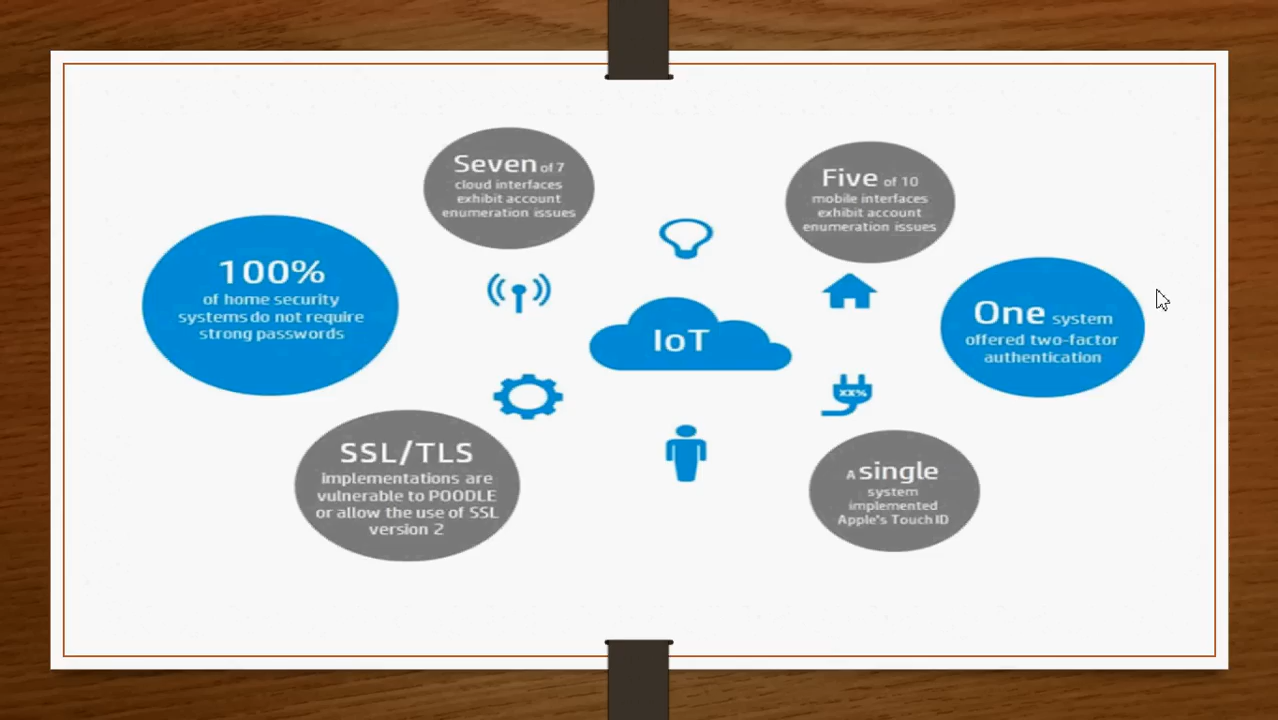 Seven of 7
cloud interfaces
exhibit account
enumeration issues
Five of 10
mobile interfaces
exhibit account
enumeration issues
100%
of home security
systems do not require
strong passwords
IoT
One system
offered two-factor
authentication
XX%
SSL/TLS
implementations are
vulnerable to POODLE
or allow the use of SSL
version 2
A single
system
implemented
Apple's Touch ID